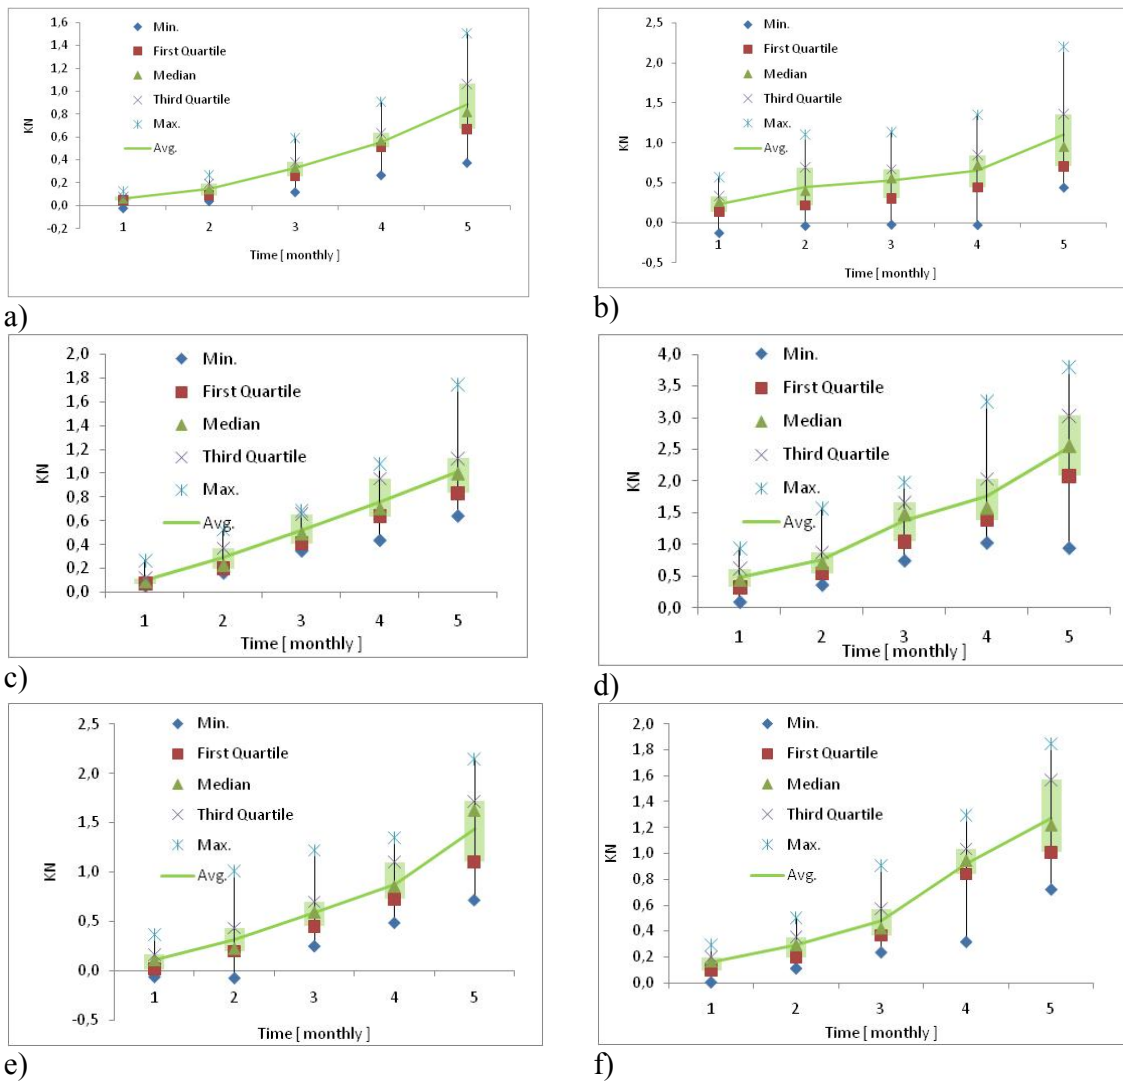 1,6
1,4
1,2
1,0
0,8
0,6
0,4
0,2
0,0
-0,2
KN
Min.
First Quartile
Median
Third Quartile
Max.
Avg.
1 2 3 4 5
Time [ monthly ]
a)
2,5
2,0
1,5
1,0
0,5
0,0
-0,5
KN
Min.
First Quartile
Median
Third Quartile
Max.
Avg.
1 2 3 4 5
Time [ monthly ]
b)
2,0
1,8
1,6
1,4
1,2
1,0
0,8
0,6
0,4
0,2
0,0
KN
Min.
First Quartile
Median
Third Quartile
Max.
Avg.
1 2 3 4 5
Time [ monthly ]
c)
4,0
3,5
3,0
2,5
2,0
1,5
1,0
0,5
0,0
KN
Min.
First Quartile
Median
Third Quartile
Max.
Avg.
1 2 3 4 5
Time [ monthly ]
d)
2,5
2,0
1,5
1,0
0,5
0,0
-0,5
KN
Min.
First Quartile
Median
Third Quartile
Max.
Avg.
1 2 3 4 5
Time [ monthly ]
e)
2,0
1,8
1,6
1,4
1,2
1,0
0,8
0,6
0,4
0,2
0,0
KN
Min.
First Quartile
Median
Third Quartile
Max.
Avg.
1 2 3 4 5
Time [ monthly ]
f)